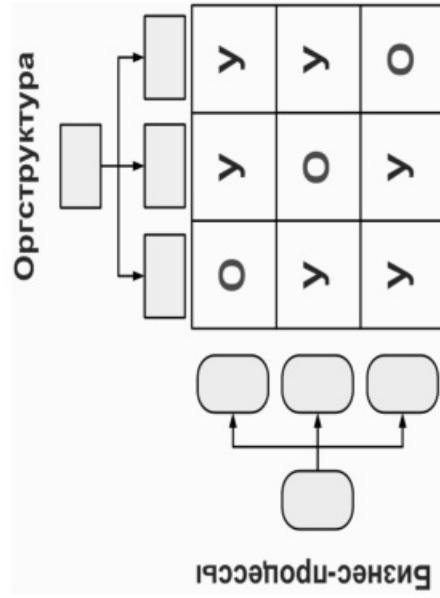 Оргструктура
Бизнес-процессы
О У У
У О У
У У О